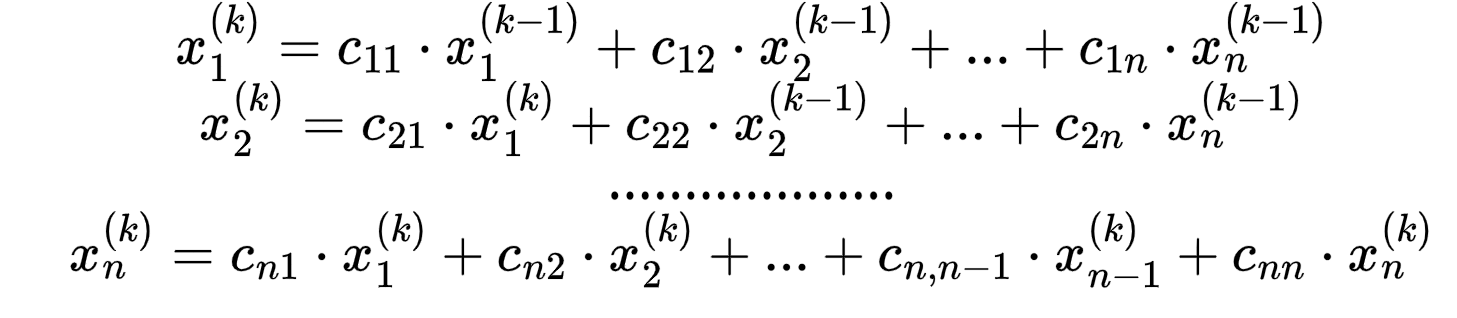 x_1^{(k)} = c_{11} · x_1^{(k−1)} + c_{12} · x_2^{(k−1)} + ... + c_{1n} · x_n^{(k−1)}
x_2^{(k)} = c_{21} · x_1^{(k)} + c_{22} · x_2^{(k−1)} + ... + c_{2n} · x_n^{(k−1)}
...................
x_n^{(k)} = c_{n1} · x_1^{(k)} + c_{n2} · x_2^{(k)} + ... + c_{n,n−1} · x_{n−1}^{(k)} + c_{nn} · x_n^{(k)}